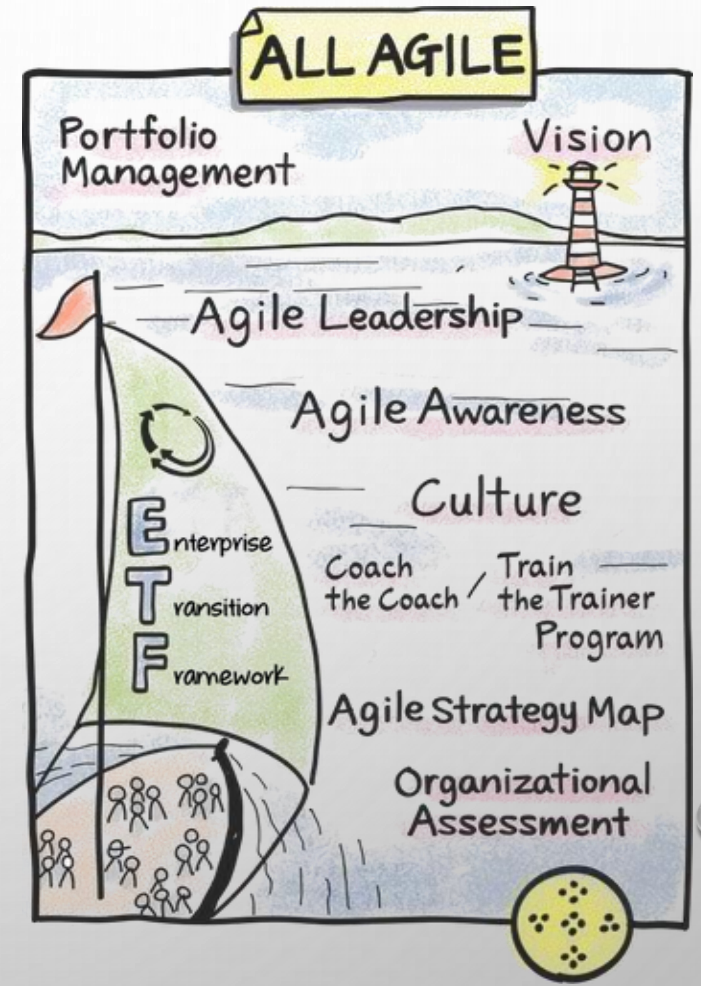 ALL AGILE
Portfolio
Management
Vision
Agile Leadership
Agile Awareness
Culture
Enterprise
Transition
Framework
Coach
the Coach /
Train
the Trainer
Program
Agile Strategy Map
Organizational
Assessment